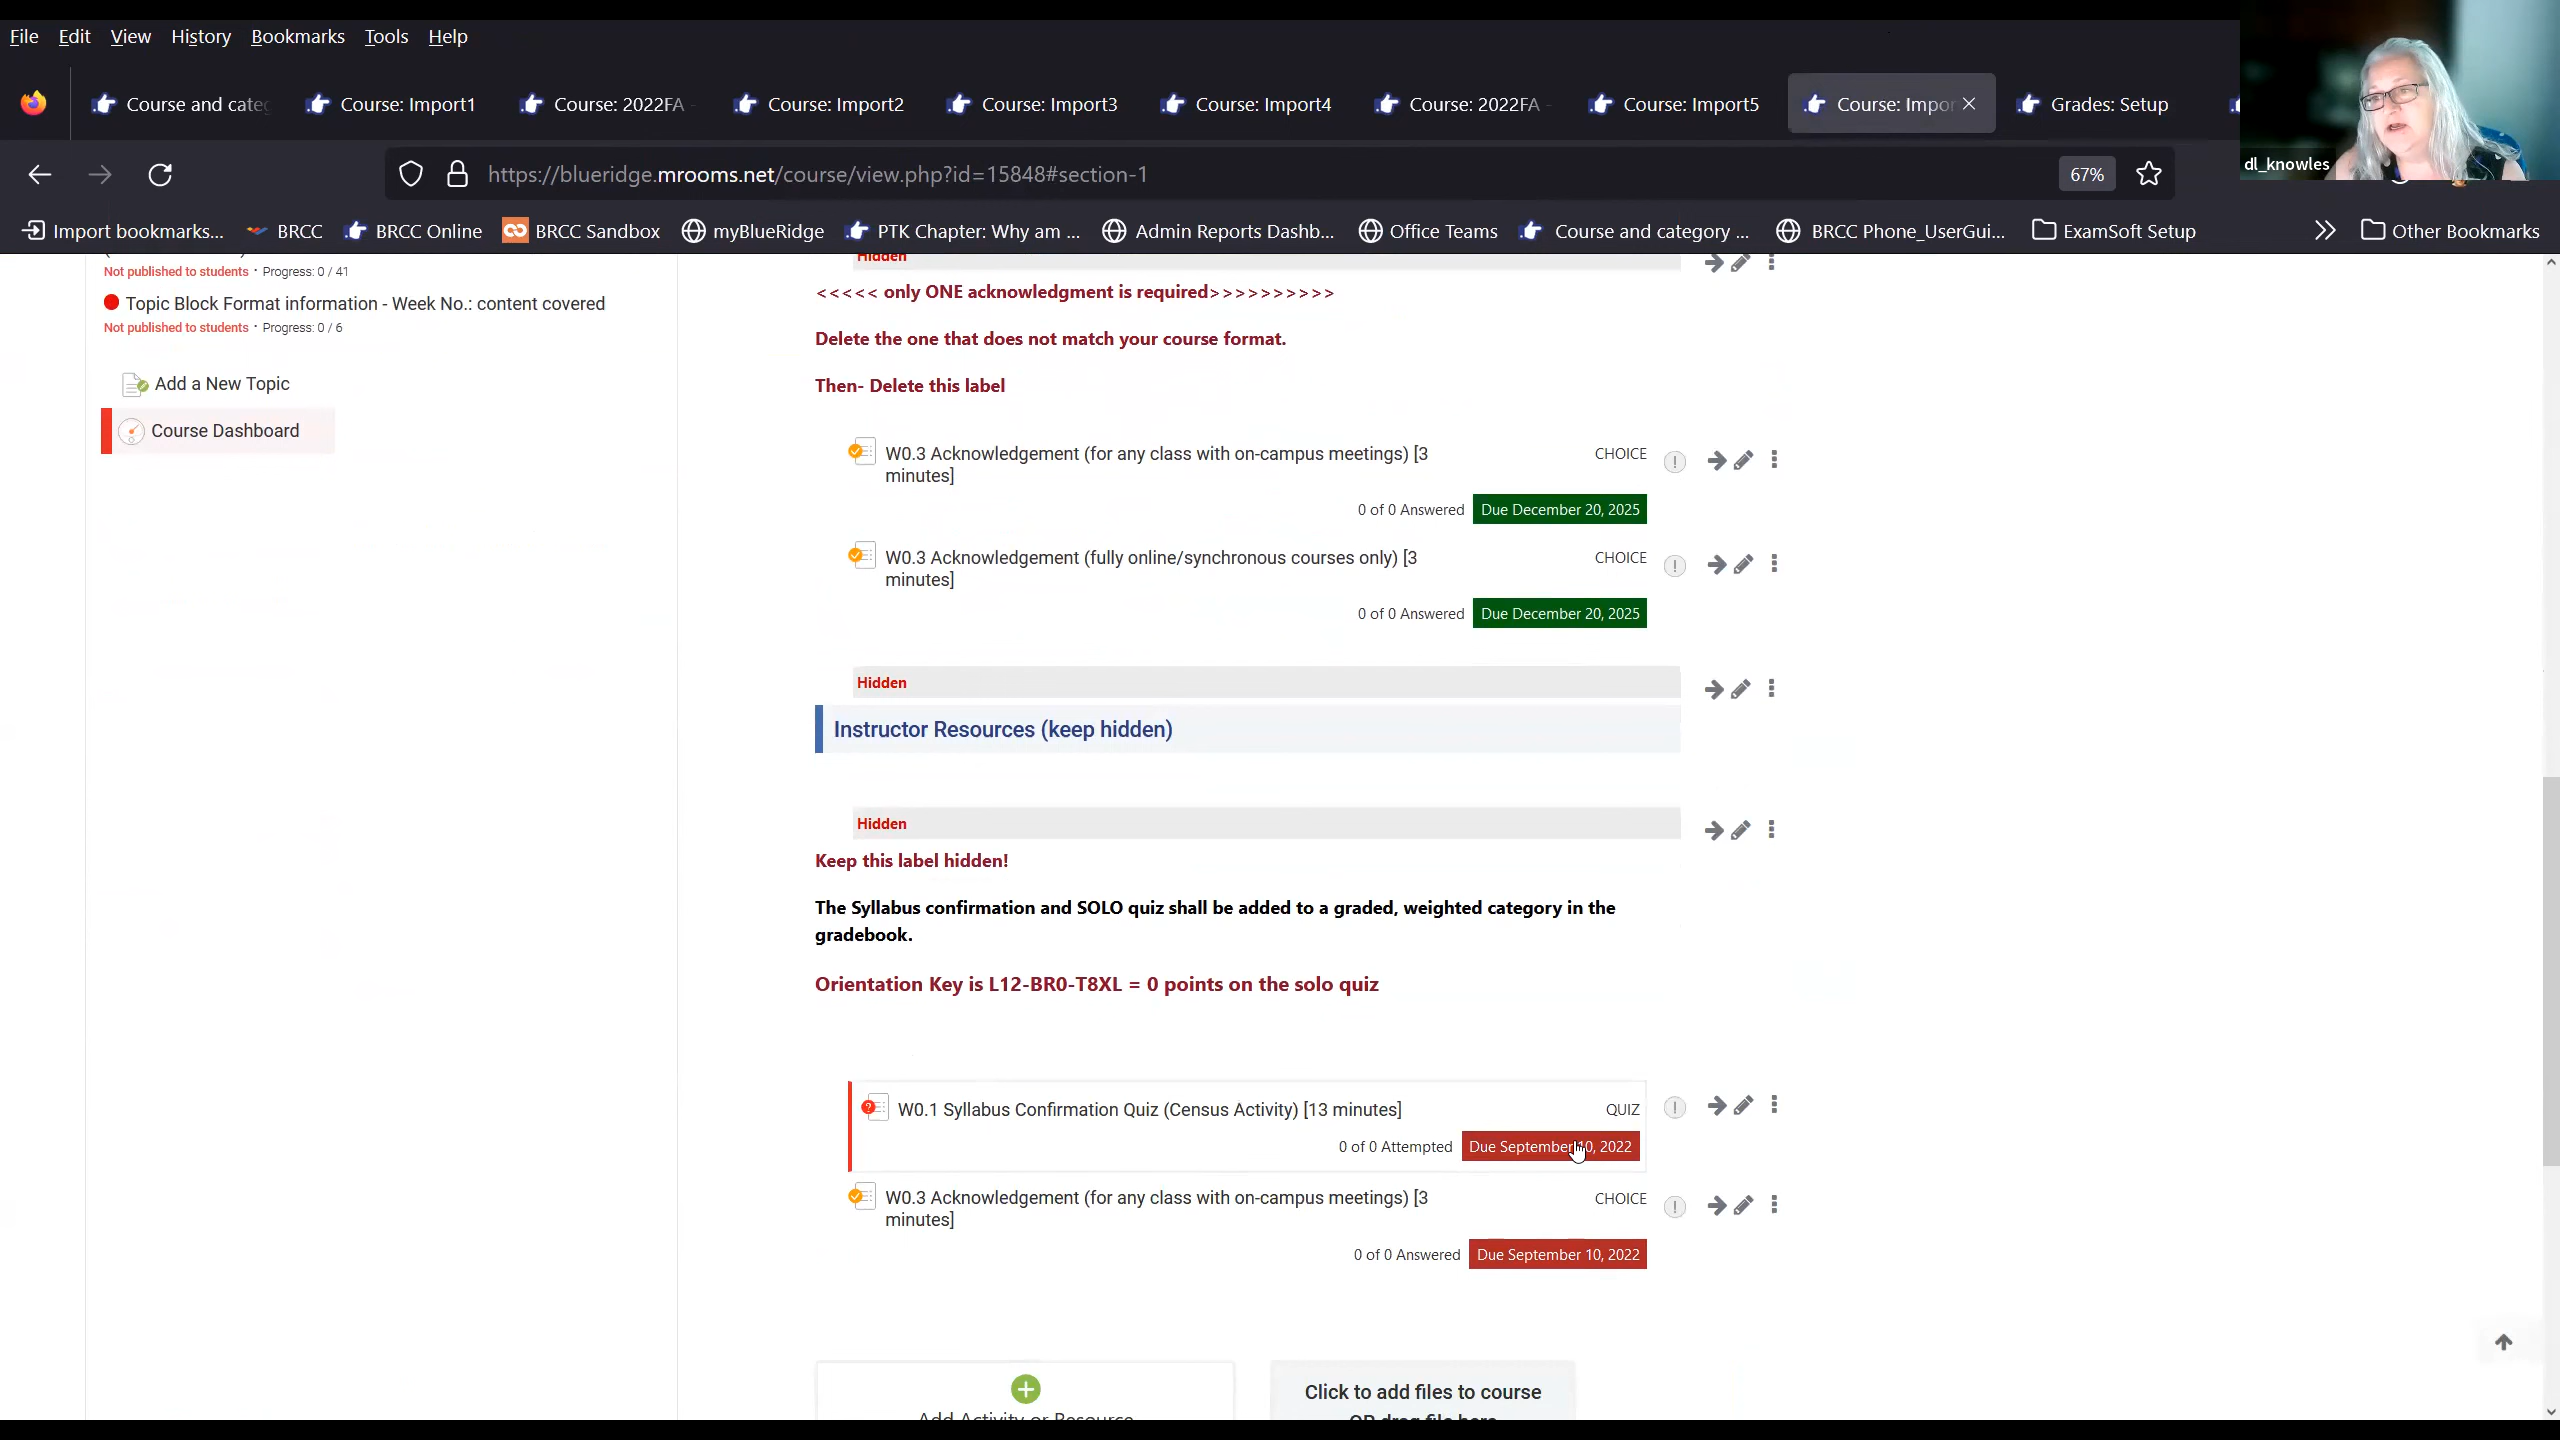 File Edit View History Bookmarks Tools Help
Course and cate
Course: Import1
Course: 2022FA -
Course: Import2
Course: Import3
Course: Import4
Course: 2022FA -
Course: Import5
Course: Impor
Grades: Setup
https://blueridge.mrooms.net/course/view.php?id=15848#section-1
67%
dl_knowles
Import bookmarks... BRCC BRCC Online BRCC Sandbox myBlueRidge PTK Chapter: Why am ... Admin Reports Dashb... Office Teams Course and category ... BRCC Phone_UserGui... ExamSoft Setup Other Bookmarks
Not published to students · Progress: 0 / 41
Topic Block Format information - Week No.: content covered
Not published to students · Progress: 0 / 6
Add a New Topic
Course Dashboard
Hidden
<<<<< only ONE acknowledgment is required>>>>>>>>>>
Delete the one that does not match your course format.
Then- Delete this label
W0.3 Acknowledgement (for any class with on-campus meetings) [3
minutes]
CHOICE
0 of 0 Answered Due December 20, 2025
W0.3 Acknowledgement (fully online/synchronous courses only) [3
minutes]
CHOICE
0 of 0 Answered Due December 20, 2025
Hidden
Instructor Resources (keep hidden)
Hidden
Keep this label hidden!
The Syllabus confirmation and SOLO quiz shall be added to a graded, weighted category in the
gradebook.
Orientation Key is L12-BR0-T8XL = 0 points on the solo quiz
W0.1 Syllabus Confirmation Quiz (Census Activity) [13 minutes]
QUIZ
0 of 0 Attempted Due September 10, 2022
W0.3 Acknowledgement (for any class with on-campus meetings) [3
minutes]
CHOICE
0 of 0 Answered Due September 10, 2022
Add Activity or Resource
Click to add files to course
OR drag file here